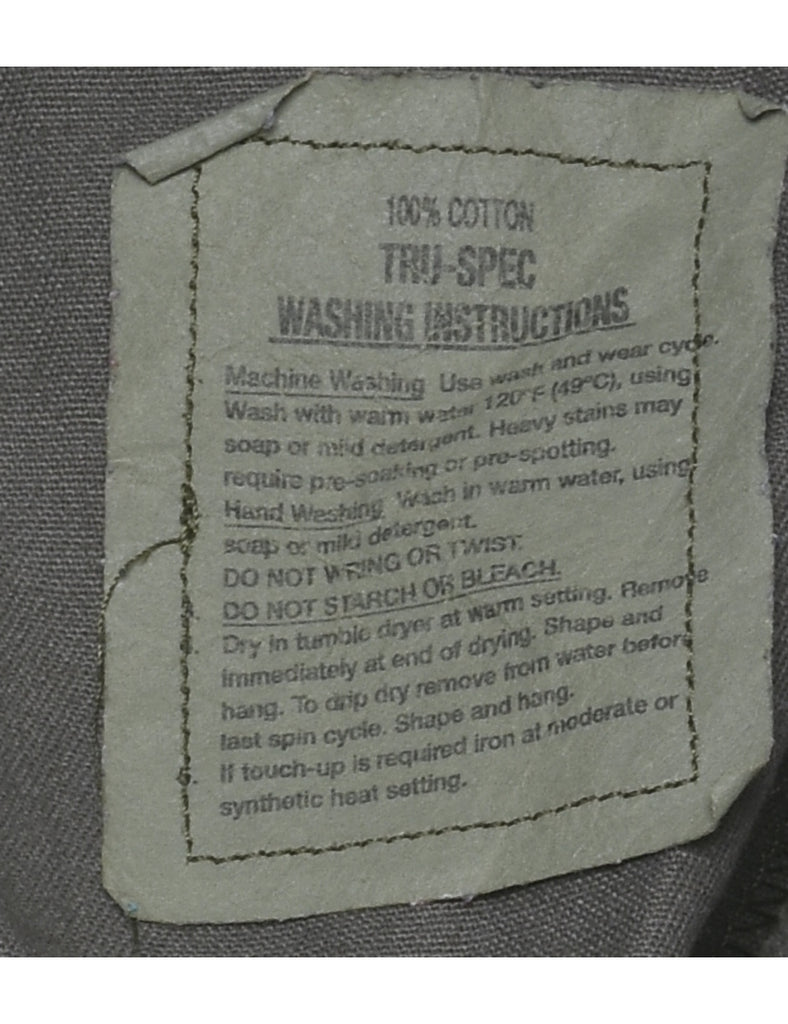 100% COTTON
TRU-SPEC
WASHING INSTRUCTIONS
Machine Washing Use wash and wear cycle.
Wash with warm water 120°F (49°C), using
soap or mild detergent. Heavy stains may
require pre-soaking or pre-spotting.
Hand Washing Wash in warm water, using
soap or mild detergent.
DO NOT WRING OR TWIST.
3. DO NOT STARCH OR BLEACH.
4. Dry in tumble dryer at warm setting. Remove
immediately at end of drying. Shape and
hang. To drip dry remove from water before
last spin cycle. Shape and hang.
5. If touch-up is required iron at moderate or
synthetic heat setting.